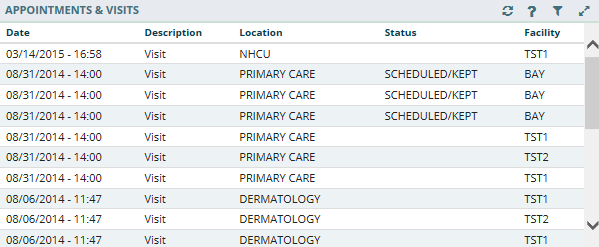 APPOINTMENTS & VISITS ?
Date Description Location Status Facility
03/14/2015 - 16:58 Visit NHCU TST1
08/31/2014 - 14:00 Visit PRIMARY CARE SCHEDULED/KEPT BAY
08/31/2014 - 14:00 Visit PRIMARY CARE SCHEDULED/KEPT BAY
08/31/2014 - 14:00 Visit PRIMARY CARE SCHEDULED/KEPT BAY
08/31/2014 - 14:00 Visit PRIMARY CARE TST1
08/31/2014 - 14:00 Visit PRIMARY CARE TST2
08/31/2014 - 14:00 Visit PRIMARY CARE TST1
08/06/2014 - 11:47 Visit DERMATOLOGY TST1
08/06/2014 - 11:47 Visit DERMATOLOGY TST2
08/06/2014 - 11:47 Visit DERMATOLOGY TST1